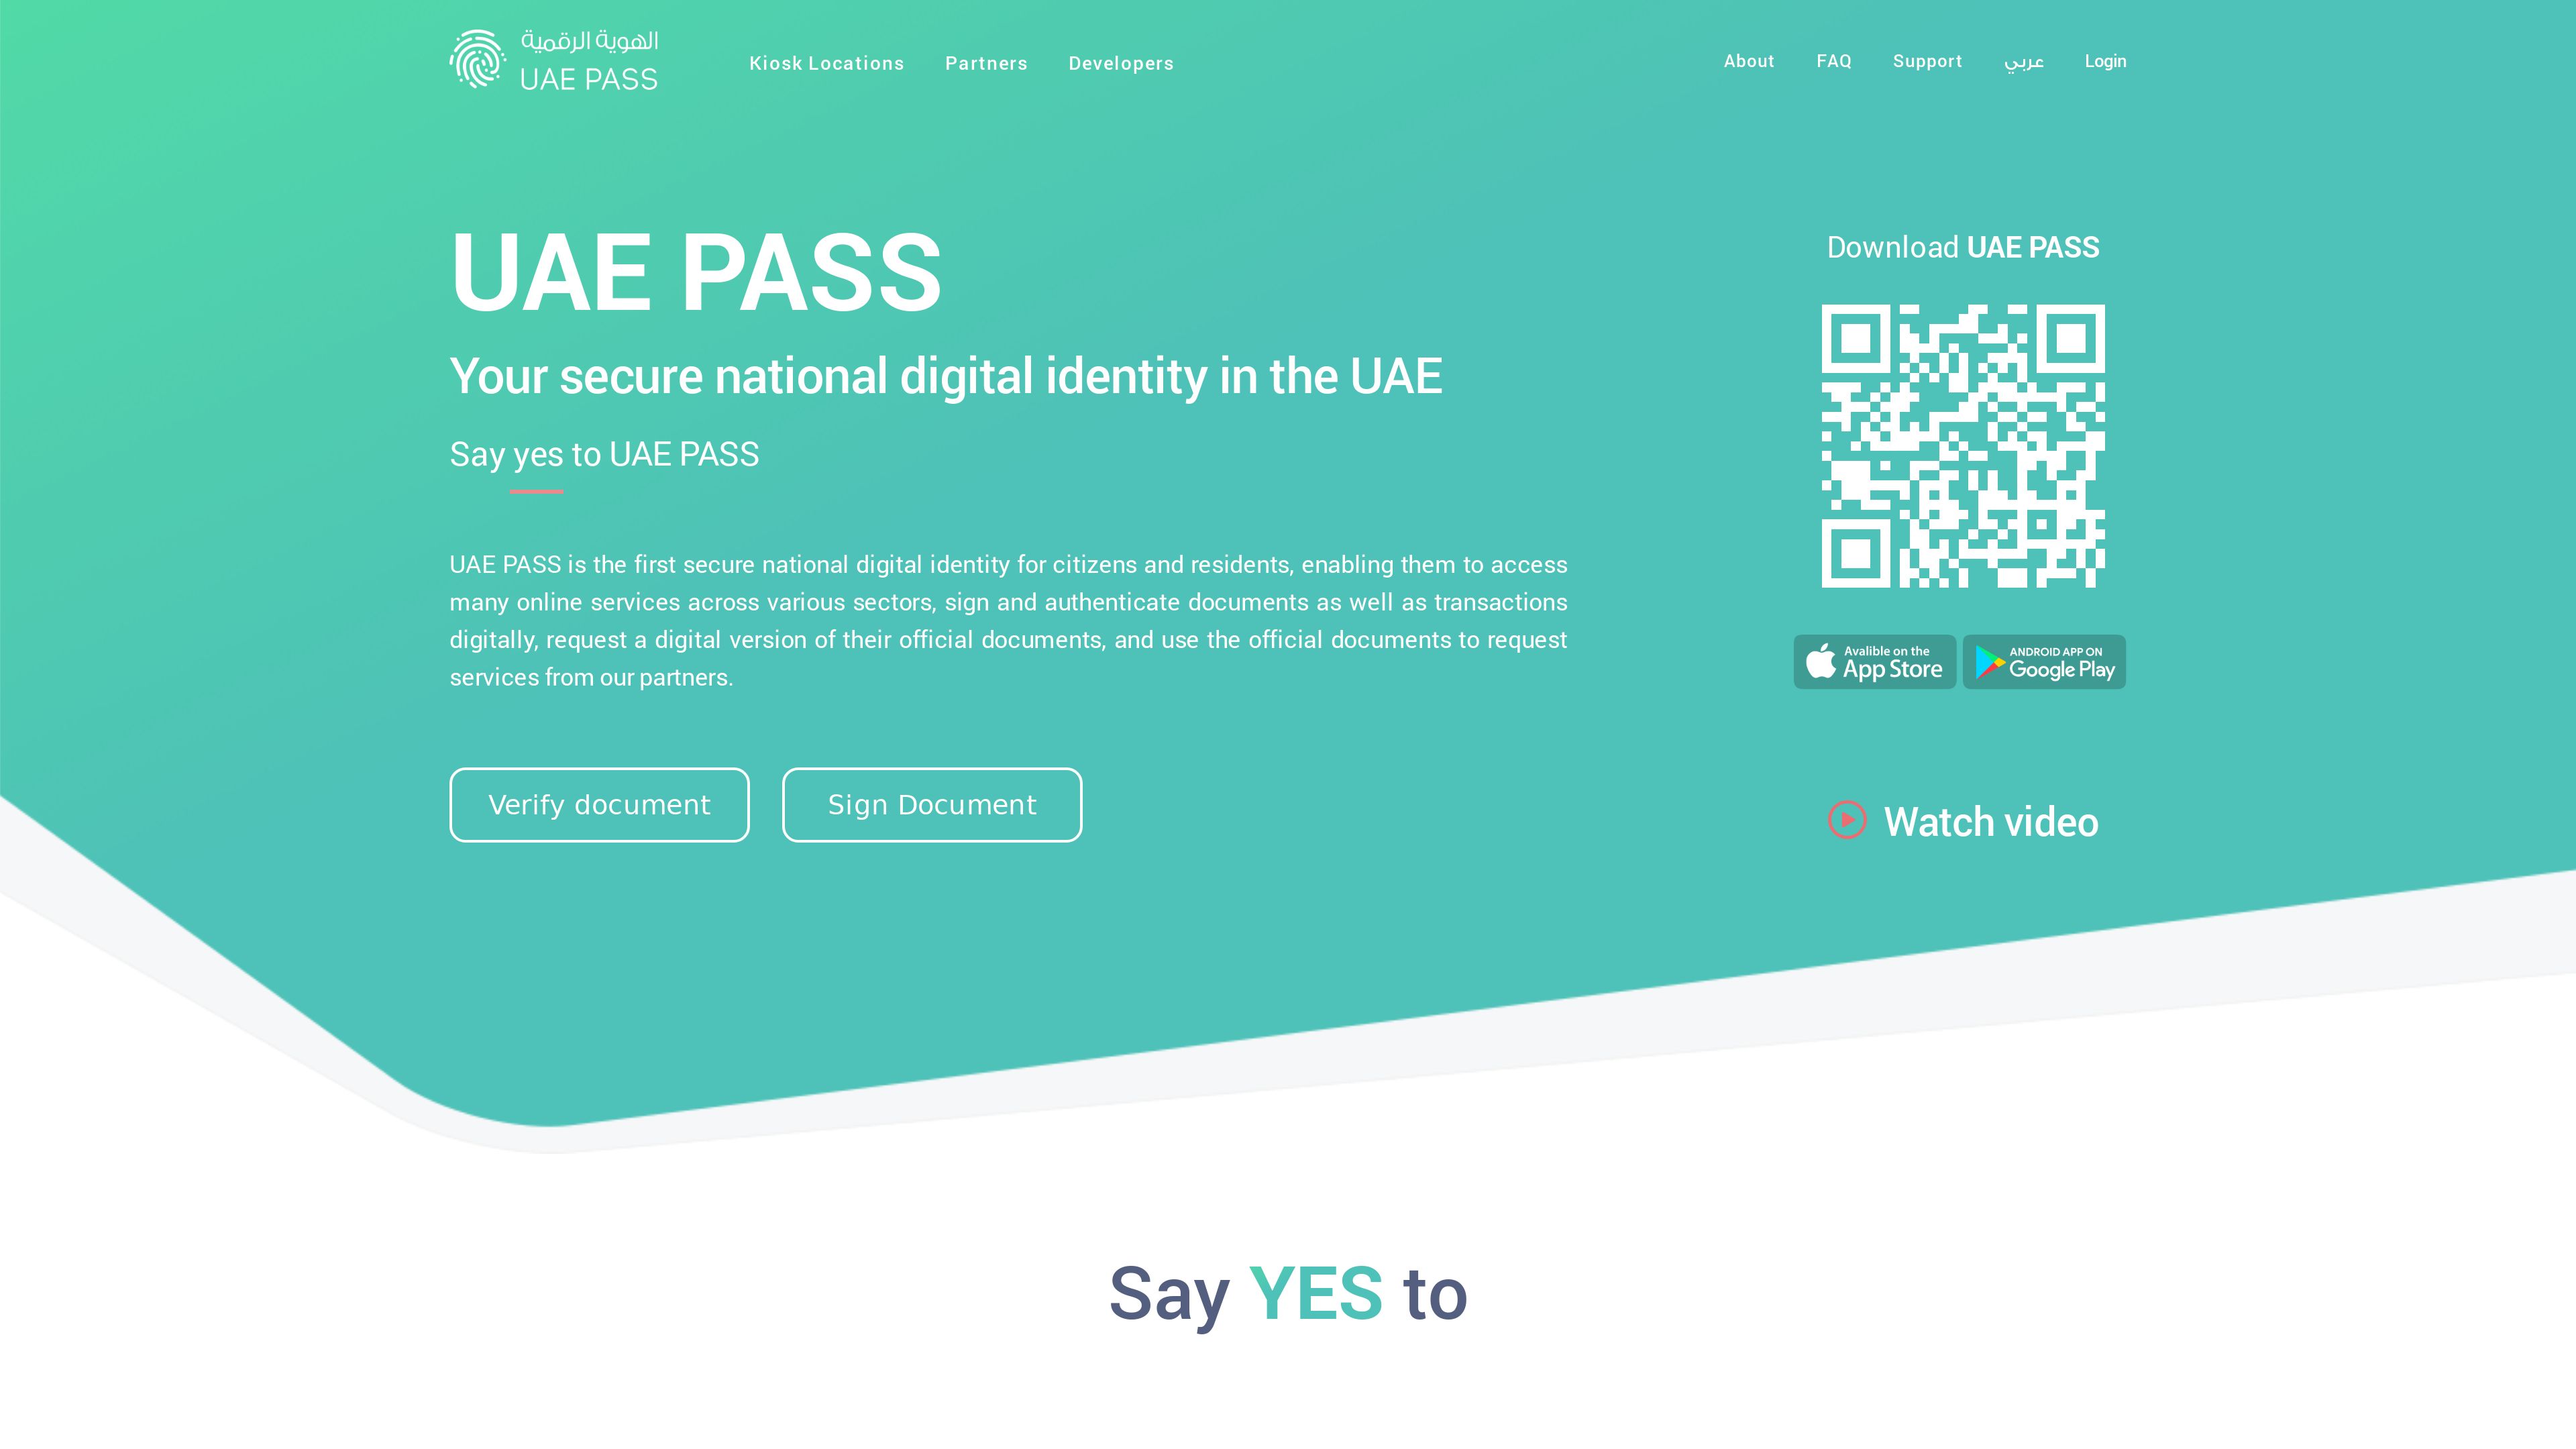 الهوية الرقمية
UAE PASS
Kiosk Locations
Partners
Developers
About
FAQ
Support
عربي
Login
UAE PASS
Your secure national digital identity in the UAE
Say yes to UAE PASS
UAE PASS is the first secure national digital identity for citizens and residents, enabling them to access
many online services across various sectors, sign and authenticate documents as well as transactions
digitally, request a digital version of their official documents, and use the official documents to request
services from our partners.
Verify document
Sign Document
Download UAE PASS
Avalible on the
App Store
ANDROID APP ON
Google Play
Watch video
Say YES to